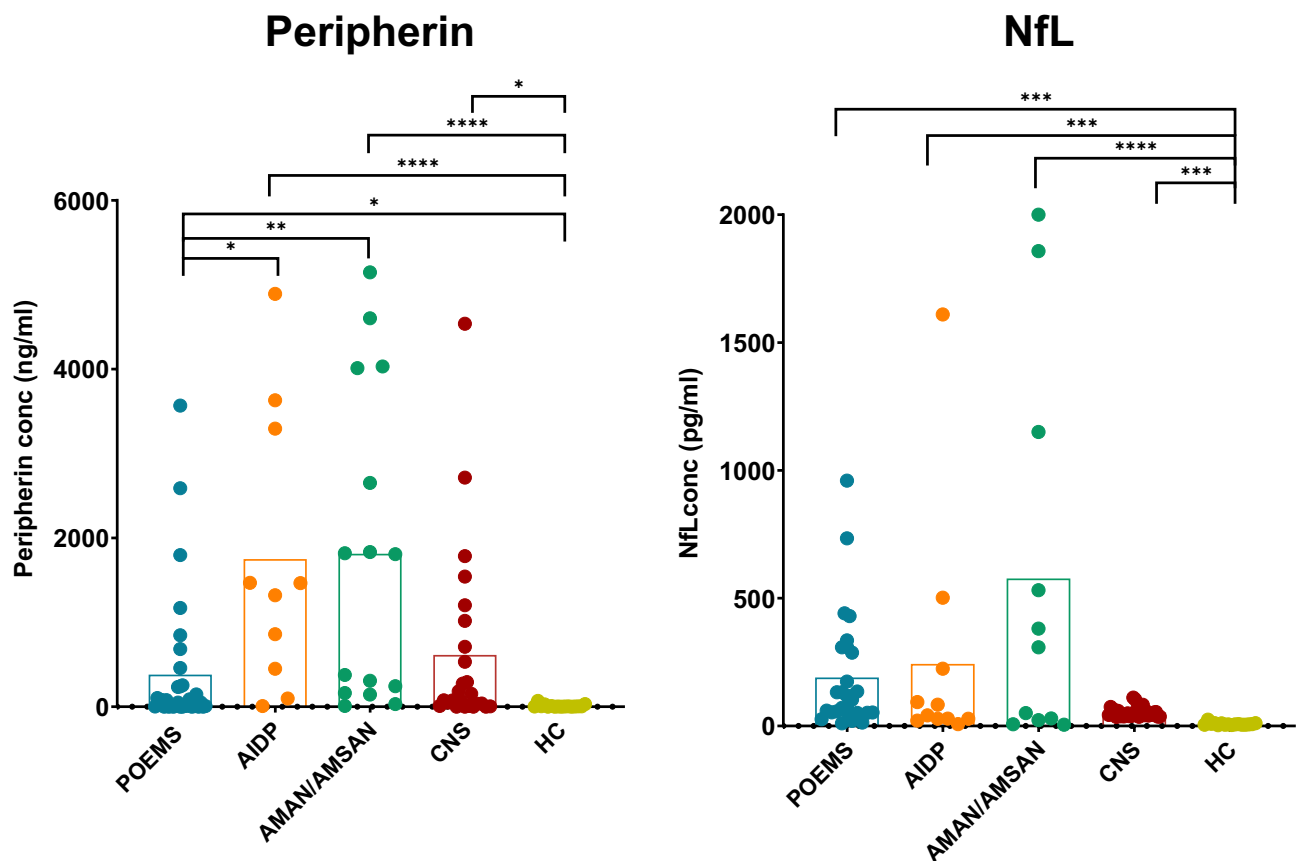 Peripherin
*
****
****
*
**
*
6000
4000
2000
0
Peripherin conc (ng/ml)
POEMS
AIDP
AMAN/AMSAN
CNS
HC
NfL
***
***
****
***
2000
1500
1000
500
0
NfLconc (pg/ml)
POEMS
AIDP
AMAN/AMSAN
CNS
HC